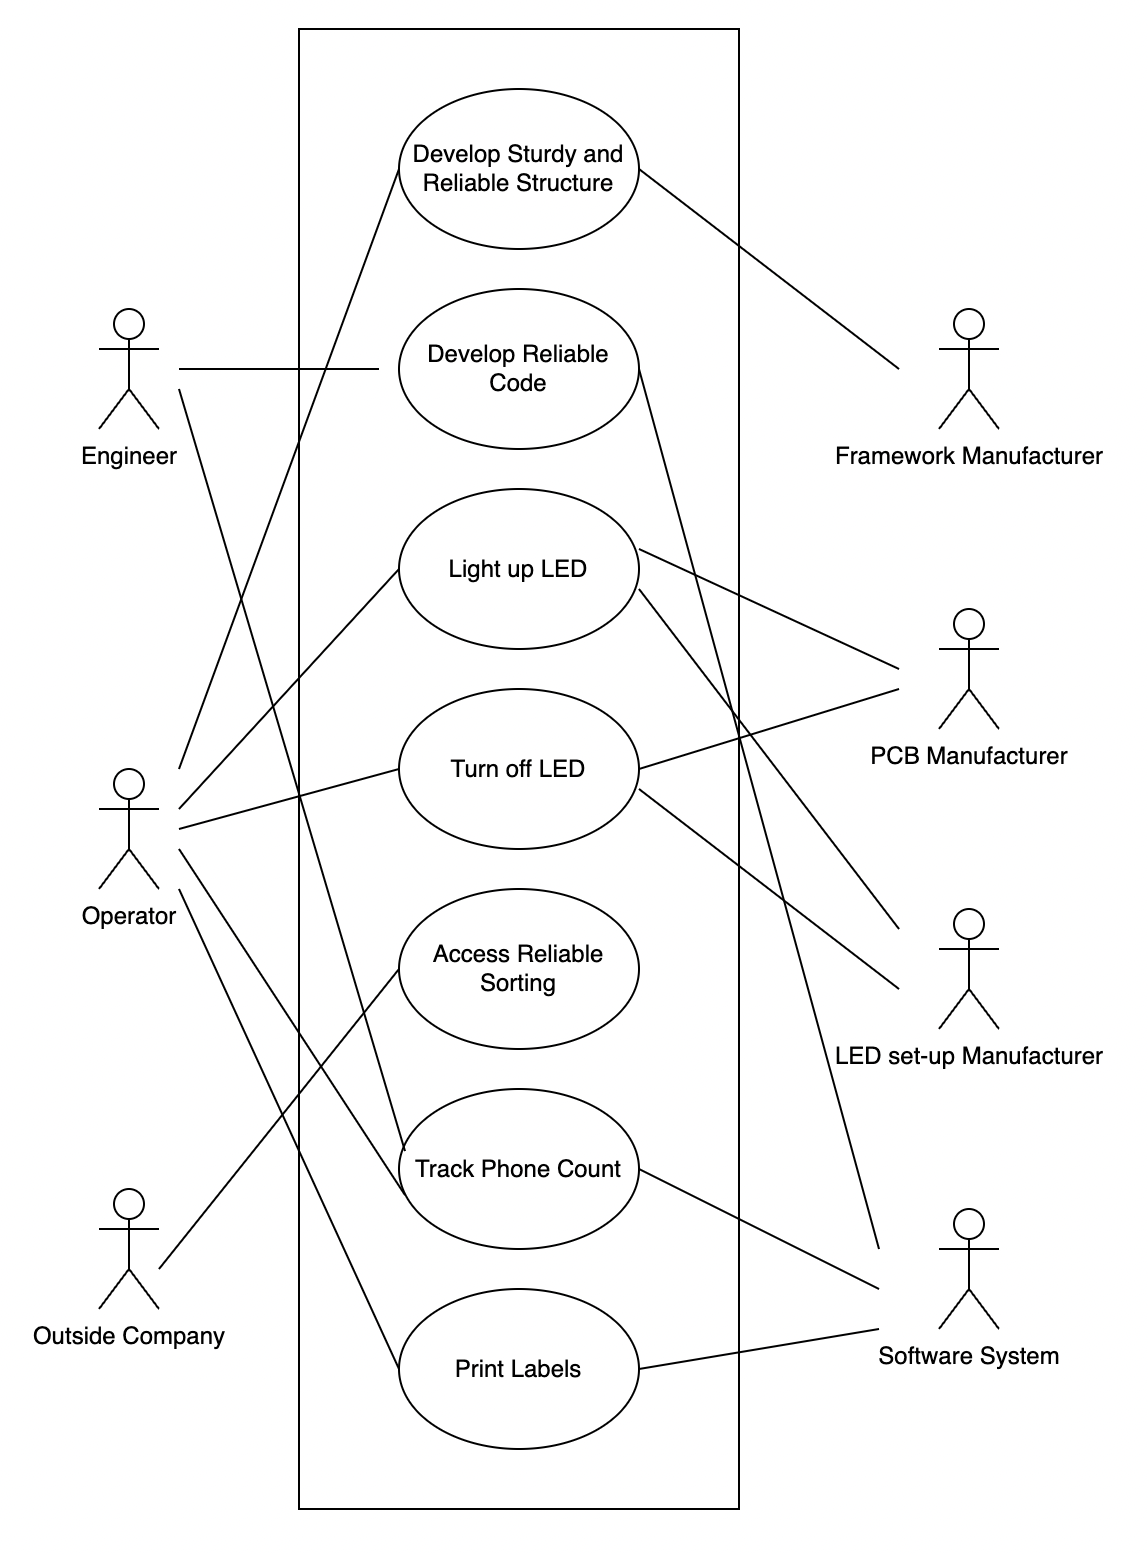 Develop Sturdy and
Reliable Structure
Develop Reliable
Code
Engineer
Framework Manufacturer
Light up LED
Turn off LED
PCB Manufacturer
Operator
Access Reliable
Sorting
LED set-up Manufacturer
Track Phone Count
Outside Company
Print Labels
Software System